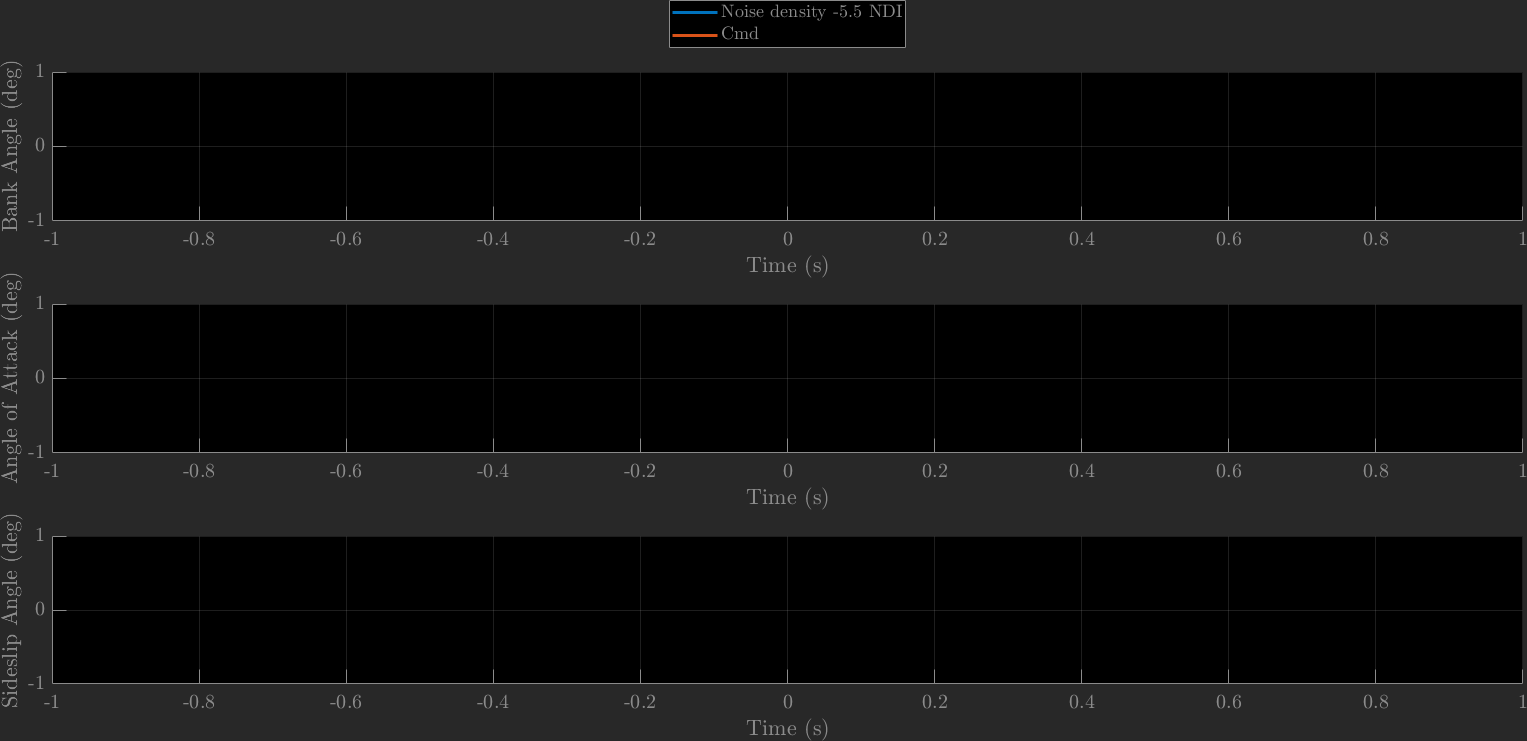 Noise density -5.5 NDI
Cmd
Bank Angle (deg)
1
0
-1
-1 -0.8 -0.6 -0.4 -0.2 0 0.2 0.4 0.6 0.8 1
Time (s)
Angle of Attack (deg)
1
0
-1
-1 -0.8 -0.6 -0.4 -0.2 0 0.2 0.4 0.6 0.8 1
Time (s)
Sideslip Angle (deg)
1
0
-1
-1 -0.8 -0.6 -0.4 -0.2 0 0.2 0.4 0.6 0.8 1
Time (s)